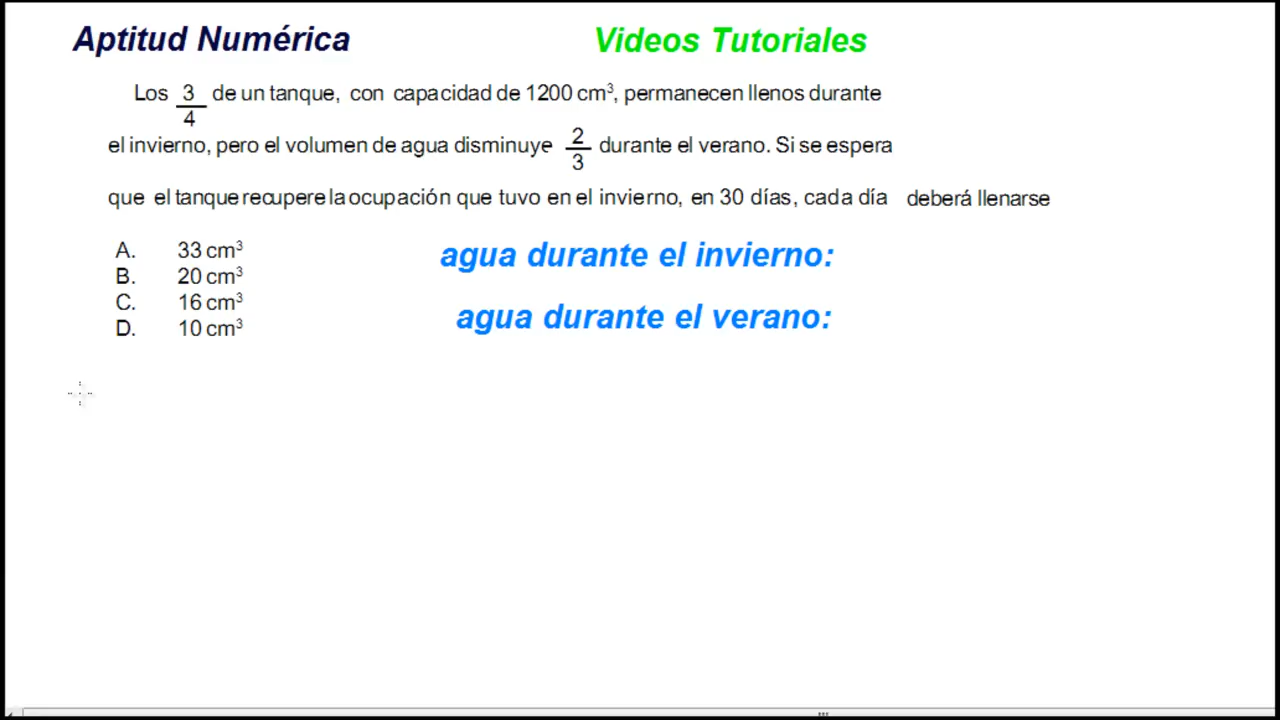 Aptitud Numérica
Videos Tutoriales
Los 3/4 de un tanque, con capacidad de 1200 cm³, permanecen llenos durante
el invierno, pero el volumen de agua disminuye 2/3 durante el verano. Si se espera
que el tanque recupere la ocupación que tuvo en el invierno, en 30 días, cada día deberá llenarse
A. 33 cm³
B. 20 cm³
C. 16 cm³
D. 10 cm³
agua durante el invierno:
agua durante el verano: